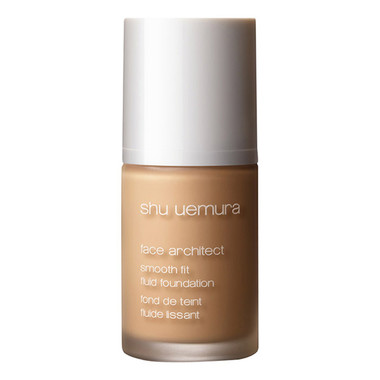 shu uemura
face architect
smooth fit
fluid foundation
fond de teint
fluide lissant